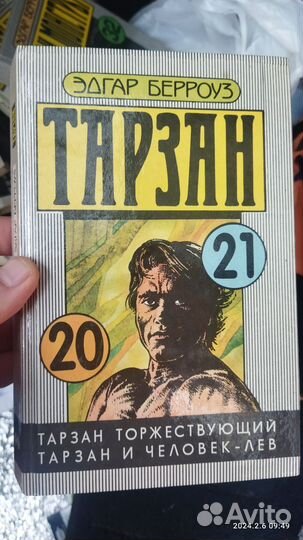 ЭДГАР БЕРРОУЗ
ТАРЗАН
21
20
ТАРЗАН ТОРЖЕСТВУЮЩИЙ
ТАРЗАН И ЧЕЛОВЕК-ЛЕВ
Avito
2024.2.6 09:49